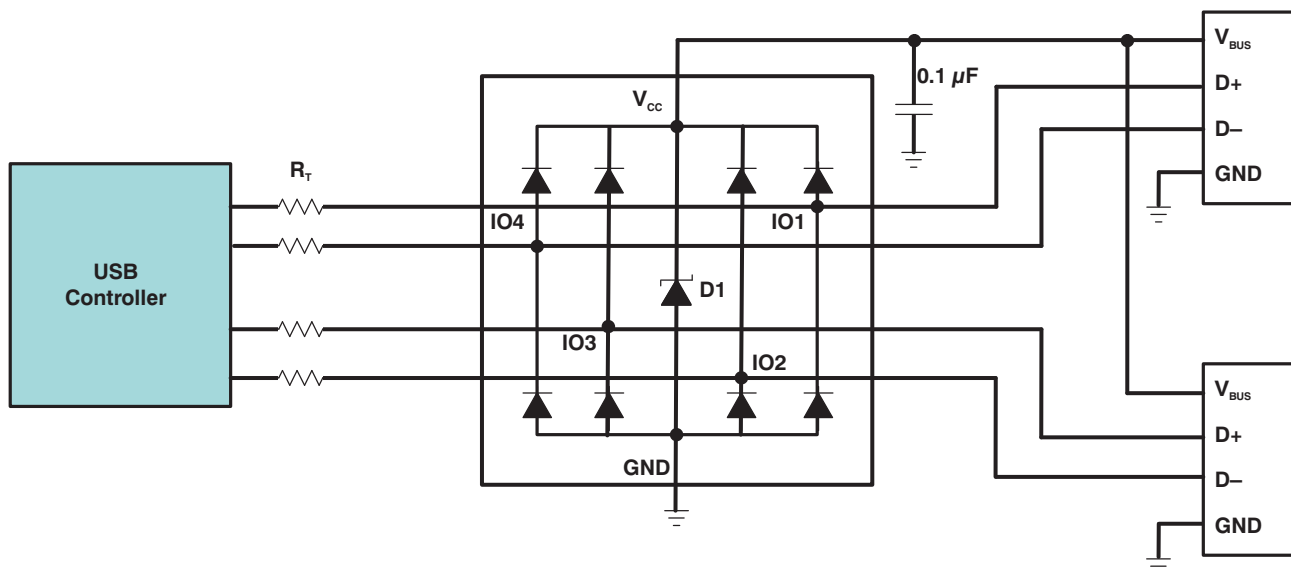 V_BUS
0.1 µF
D+
V_CC
D–
R_T
GND
IO4
IO1
USB
Controller
D1
IO3
IO2
V_BUS
D+
GND
D–
GND